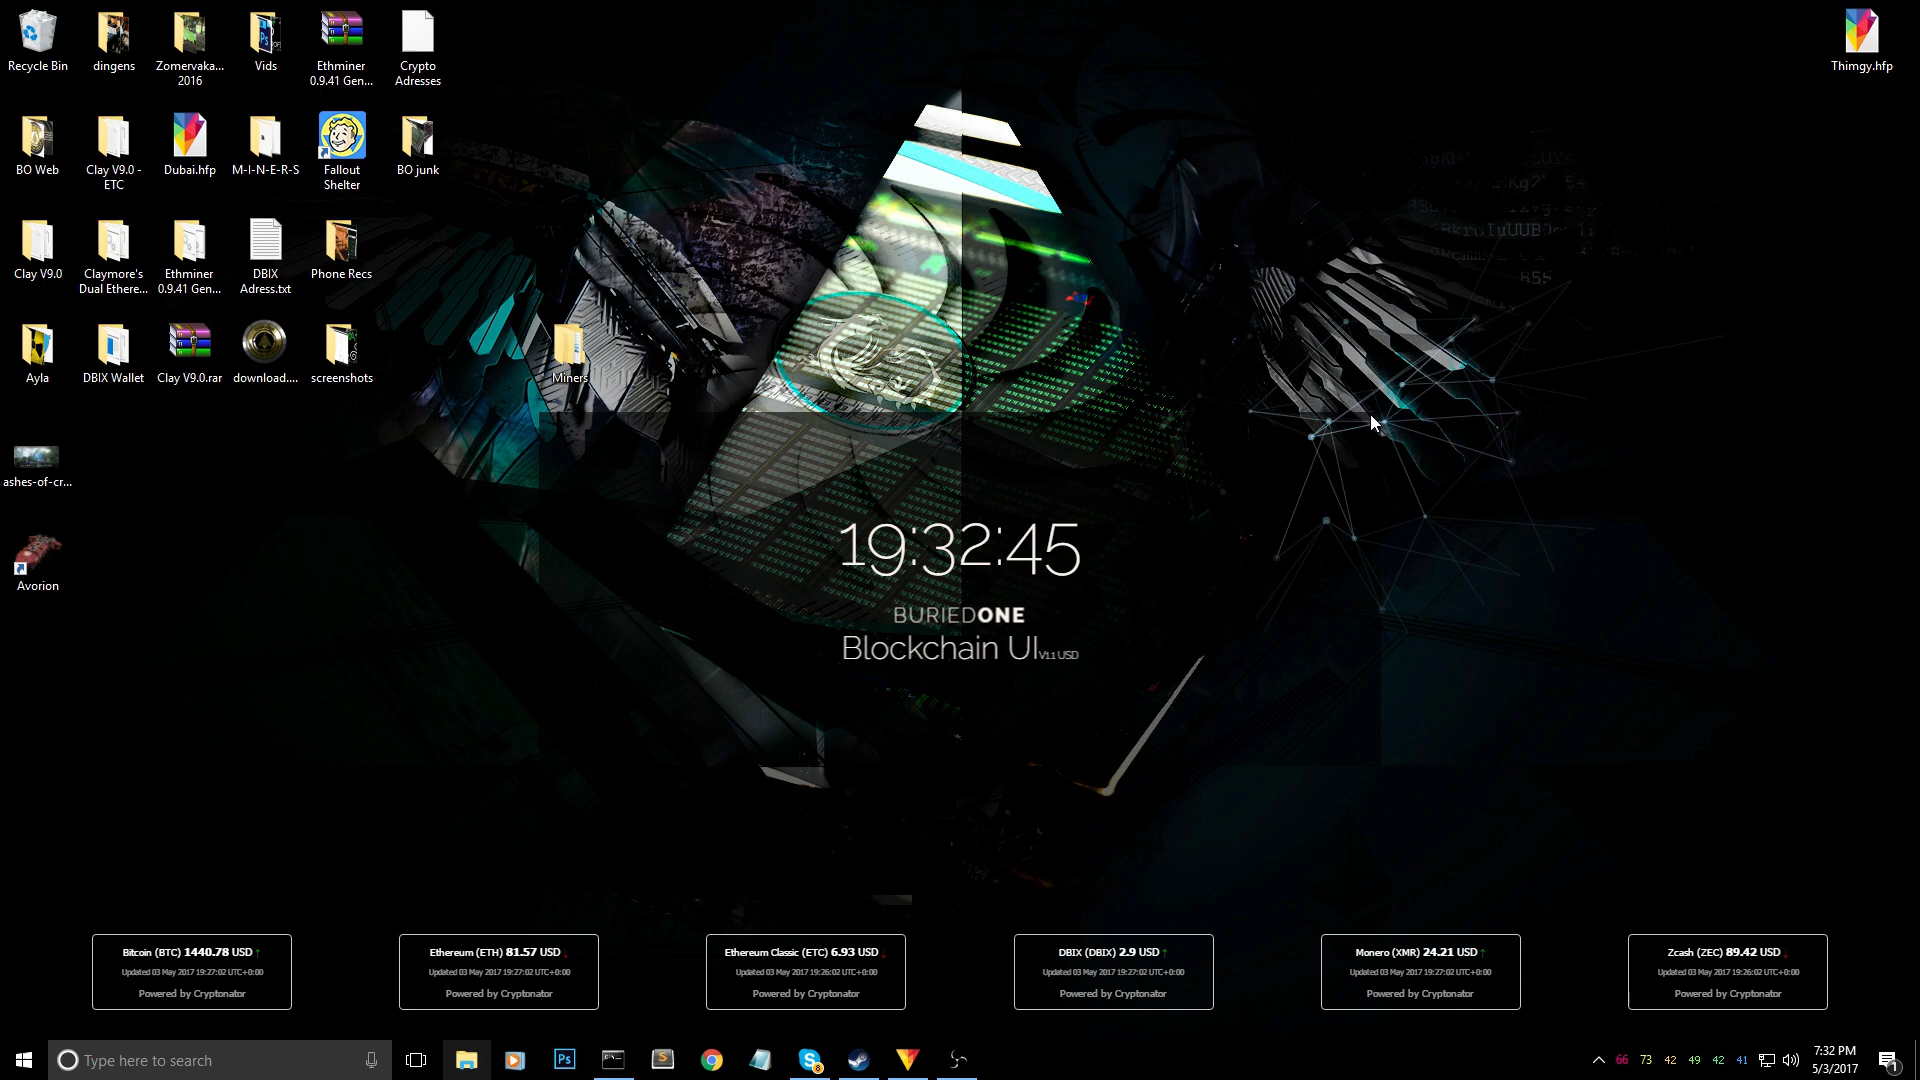 Recycle Bin
dingens
Zomervaka...
2016
Vids
Ethminer
0.9.41 Gen...
Crypto
Adresses
Thimgy.hfp
BO Web
Clay V9.0 -
ETC
Dubai.hfp
M-I-N-E-R-S
Fallout
Shelter
BO junk
Clay V9.0
Claymore's
Dual Ethere...
Ethminer
0.9.41 Gen...
DBIX
Adress.txt
Phone Recs
Ayla
DBIX Wallet
Clay V9.0.rar
download....
screenshots
Miners
ashes-of-cr...
Avorion
19:32:45
BURIEDONE
Blockchain UI V1.1 USD
Bitcoin (BTC) 1440.78 USD ↑
Updated 03 May 2017 19:27:02 UTC+0:00
Powered by Cryptonator
Ethereum (ETH) 81.57 USD ↓
Updated 03 May 2017 19:27:02 UTC+0:00
Powered by Cryptonator
Ethereum Classic (ETC) 6.93 USD ↓
Updated 03 May 2017 19:26:02 UTC+0:00
Powered by Cryptonator
DBIX (DBIX) 2.9 USD ↑
Updated 03 May 2017 19:27:02 UTC+0:00
Powered by Cryptonator
Monero (XMR) 24.21 USD ↑
Updated 03 May 2017 19:27:02 UTC+0:00
Powered by Cryptonator
Zcash (ZEC) 89.42 USD ↓
Updated 03 May 2017 19:26:02 UTC+0:00
Powered by Cryptonator
Type here to search
Ps
S
8
66 73 42 49 42 41
7:32 PM
5/3/2017
1